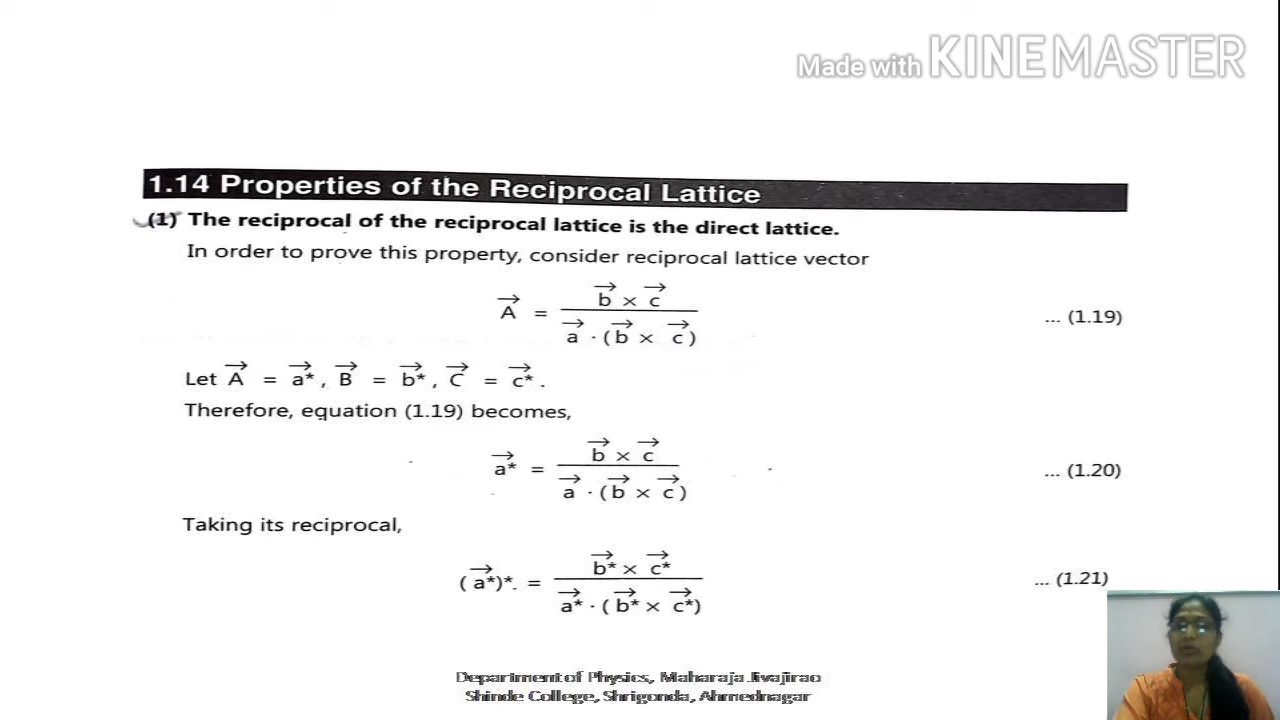 Made with KINEMASTER
1.14 Properties of the Reciprocal Lattice
(1) The reciprocal of the reciprocal lattice is the direct lattice.
In order to prove this property, consider reciprocal lattice vector
→A = (→b × →c) / (→a · (→b × →c)) ... (1.19)
Let →A = →a*, →B = →b*, →C = →c*.
Therefore, equation (1.19) becomes,
→a* = (→b × →c) / (→a · (→b × →c)) ... (1.20)
Taking its reciprocal,
(→a*)*. = (→b* × →c*) / (→a* · (→b* × →c*)) ... (1.21)
Department of Physics, Maharaja Jivajirao
Shinde College, Shrigonda, Ahmednagar